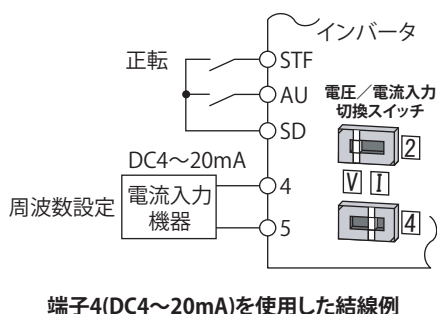 インバータ
正転
STF
AU
SD
電圧／電流入力
切換スイッチ
2
V I
4
DC4～20mA
周波数設定
電流入力
機器
4
5
端子4(DC4～20mA)を使用した結線例